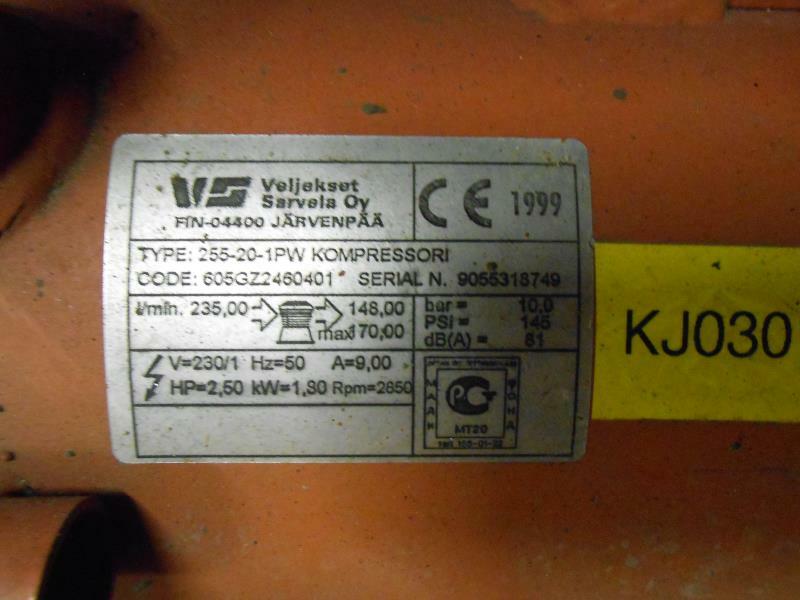 VS Veljekset
Sarvela Oy
FIN-04400 JÄRVENPÄÄ
CE 1999
TYPE: 255-20-1PW KOMPRESSORI
CODE: 605GZ2460401 SERIAL N. 9055318749
l/min. 235,00 148,00
max 170,00
bar = 10,0
PSI = 145
dB(A) = 81
V=230/1 Hz=50 A=9,00
HP=2,50 kW=1,80 Rpm=2850
МТ20
KJ030